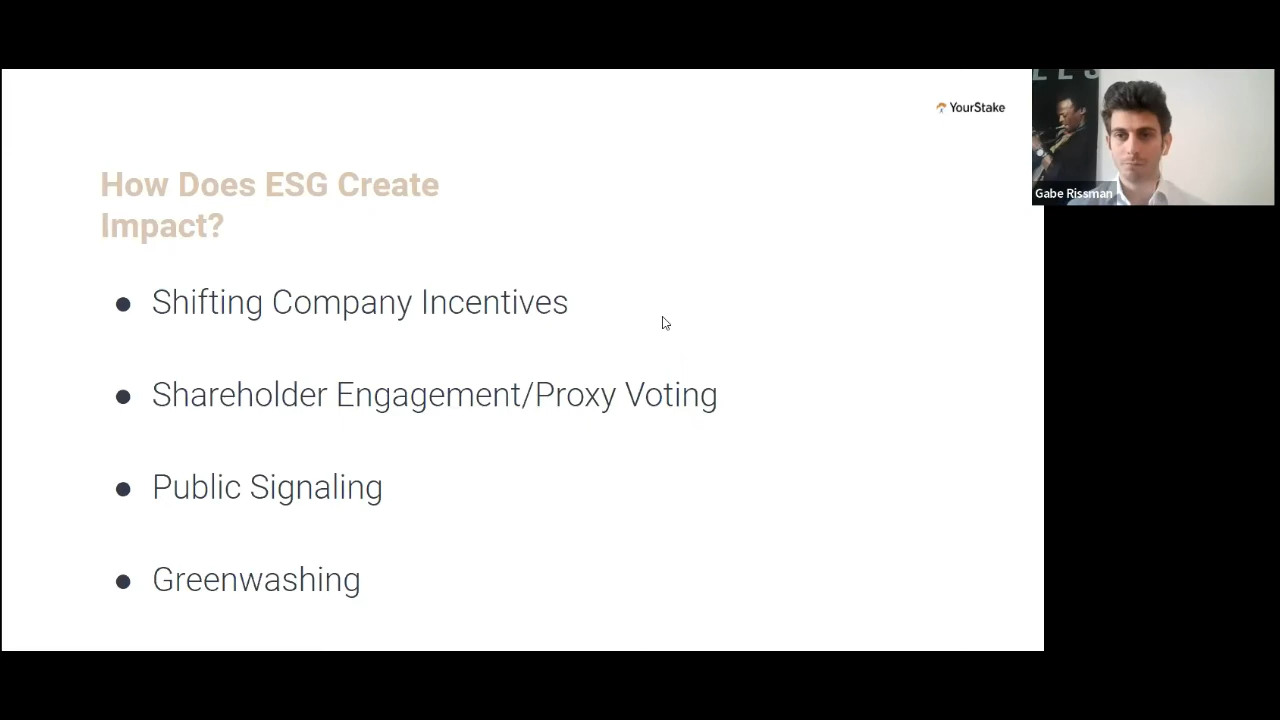 YourStake
How Does ESG Create
Impact?
● Shifting Company Incentives
● Shareholder Engagement/Proxy Voting
● Public Signaling
● Greenwashing
Gabe Rissman